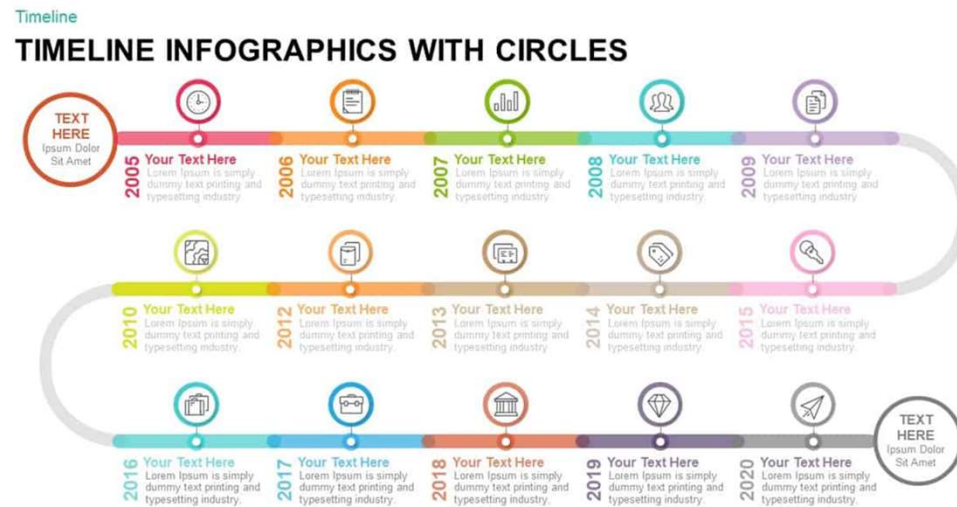 Timeline
TIMELINE INFOGRAPHICS WITH CIRCLES
TEXT
HERE
Ipsum Dolor
Sit Amet
2005
Your Text Here
Lorem Ipsum is simply
dummy text printing and
typesetting industry.
2006
Your Text Here
Lorem Ipsum is simply
dummy text printing and
typesetting industry.
2007
Your Text Here
Lorem Ipsum is simply
dummy text printing and
typesetting industry.
2008
Your Text Here
Lorem Ipsum is simply
dummy text printing and
typesetting industry.
2009
Your Text Here
Lorem Ipsum is simply
dummy text printing and
typesetting industry.
2010
Your Text Here
Lorem Ipsum is simply
dummy text printing and
typesetting industry.
2012
Your Text Here
Lorem Ipsum is simply
dummy text printing and
typesetting industry.
2013
Your Text Here
Lorem Ipsum is simply
dummy text printing and
typesetting industry.
2014
Your Text Here
Lorem Ipsum is simply
dummy text printing and
typesetting industry.
2015
Your Text Here
Lorem Ipsum is simply
dummy text printing and
typesetting industry.
2016
Your Text Here
Lorem Ipsum is simply
dummy text printing and
typesetting industry.
2017
Your Text Here
Lorem Ipsum is simply
dummy text printing and
typesetting industry.
2018
Your Text Here
Lorem Ipsum is simply
dummy text printing and
typesetting industry.
2019
Your Text Here
Lorem Ipsum is simply
dummy text printing and
typesetting industry.
2020
Your Text Here
Lorem Ipsum is simply
dummy text printing and
typesetting industry.
TEXT
HERE
Ipsum Dolor
Sit Amet